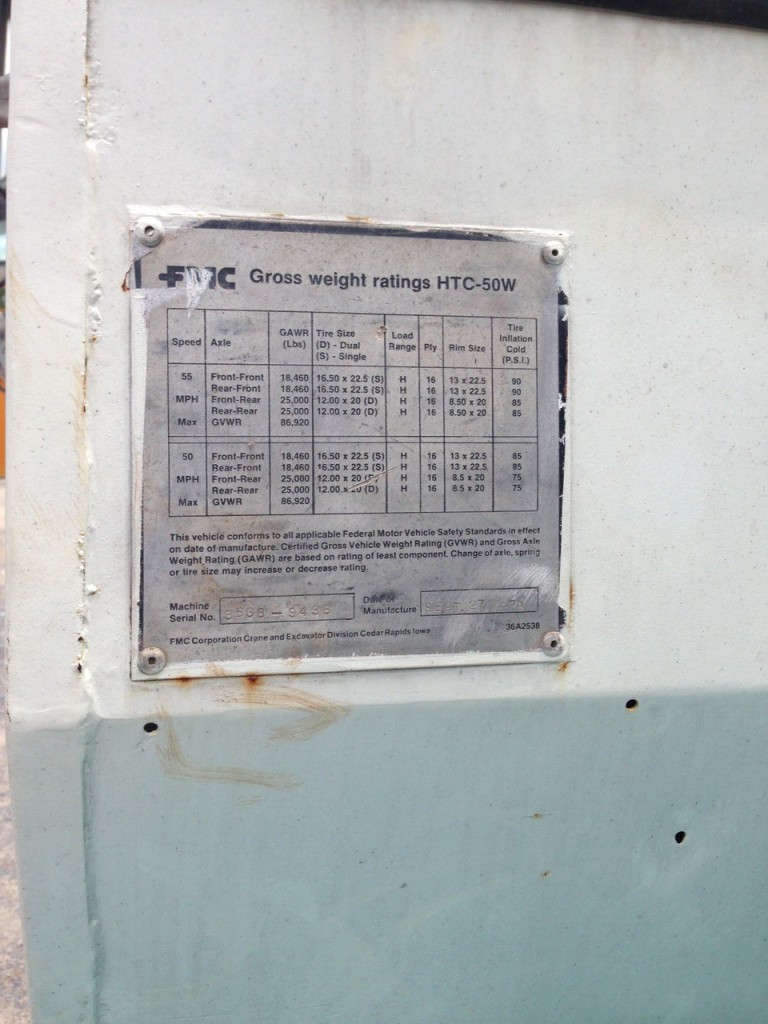 FMC Gross weight ratings HTC-50W
Speed Axle GAWR (Lbs) Tire Size (D) - Dual (S) - Single Load Range Ply Rim Size Tire Inflation Cold (P.S.I.)
55 Front-Front 18,460 16.50 x 22.5 (S) H 16 13 x 22.5 90
Rear-Front 18,460 16.50 x 22.5 (S) H 16 13 x 22.5 90
MPH Front-Rear 25,000 12.00 x 20 (D) H 16 8.50 x 20 85
Rear-Rear 25,000 12.00 x 20 (D) H 16 8.50 x 20 85
Max GVWR 86,920
50 Front-Front 18,460 16.50 x 22.5 (S) H 16 13 x 22.5 85
Rear-Front 18,460 16.50 x 22.5 (S) H 16 13 x 22.5 85
MPH Front-Rear 25,000 12.00 x 20 H 16 8.5 x 20 75
Rear-Rear 25,000 12.00 x 20 (D) H 16 8.5 x 20 75
Max GVWR 86,920
This vehicle conforms to all applicable Federal Motor Vehicle Safety Standards in effect
on date of manufacture. Certified Gross Vehicle Weight Rating (GVWR) and Gross Axle
Weight Rating (GAWR) are based on rating of least component. Change of axle, spring
or tire size may increase or decrease rating.
Machine Serial No. Date of Manufacture
36A2538
FMC Corporation Crane and Excavator Division Cedar Rapids Iowa